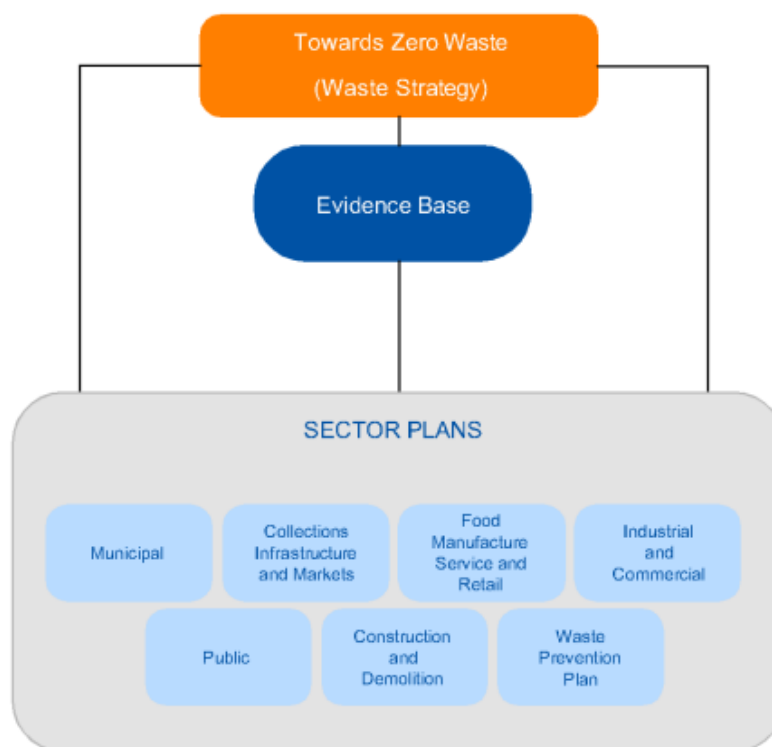 Towards Zero Waste
(Waste Strategy)
Evidence Base
SECTOR PLANS
Municipal
Collections
Infrastructure
and Markets
Food
Manufacture
Service and
Retail
Industrial
and
Commercial
Public
Construction
and
Demolition
Waste
Prevention
Plan